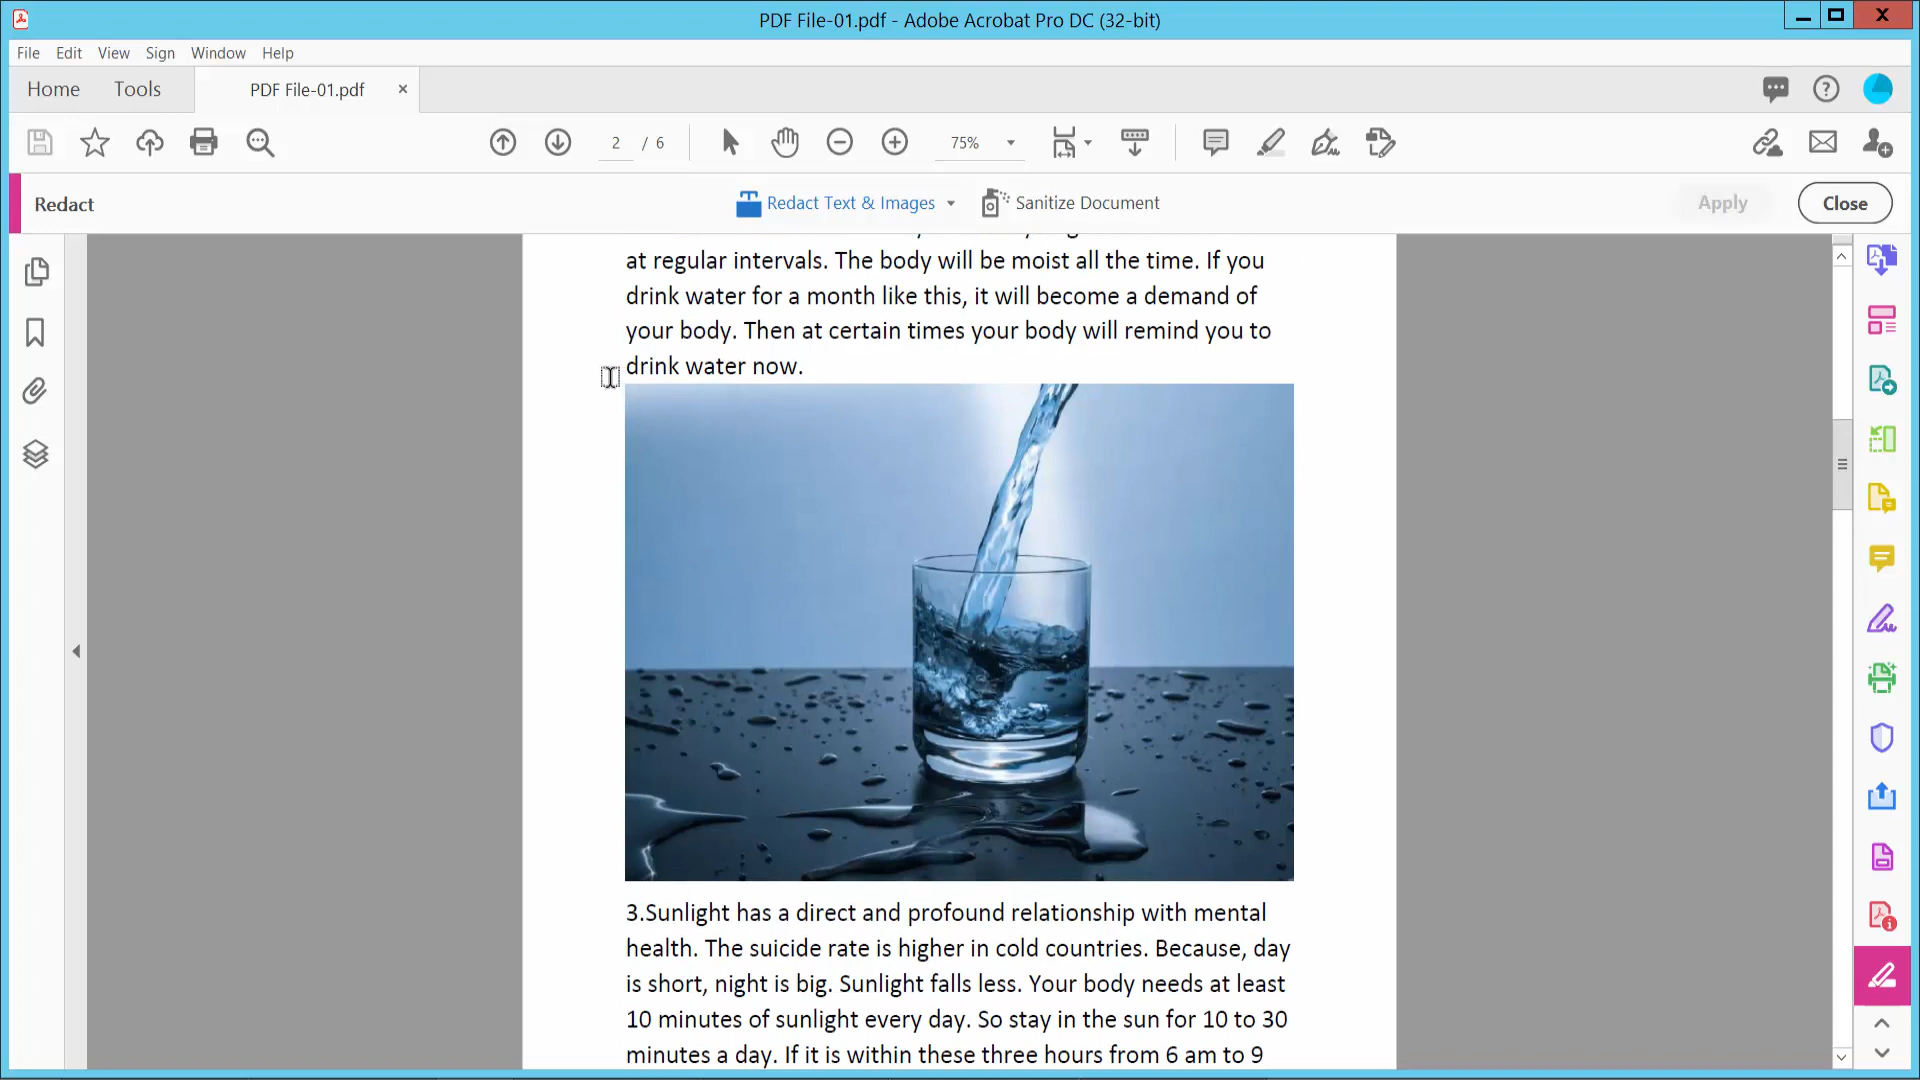 PDF File-01.pdf - Adobe Acrobat Pro DC (32-bit)
File Edit View Sign Window Help
Home Tools PDF File-01.pdf
2 / 6 75%
Redact Redact Text & Images Sanitize Document Apply Close
at regular intervals. The body will be moist all the time. If you
drink water for a month like this, it will become a demand of
your body. Then at certain times your body will remind you to
drink water now.
3.Sunlight has a direct and profound relationship with mental
health. The suicide rate is higher in cold countries. Because, day
is short, night is big. Sunlight falls less. Your body needs at least
10 minutes of sunlight every day. So stay in the sun for 10 to 30
minutes a day. If it is within these three hours from 6 am to 9